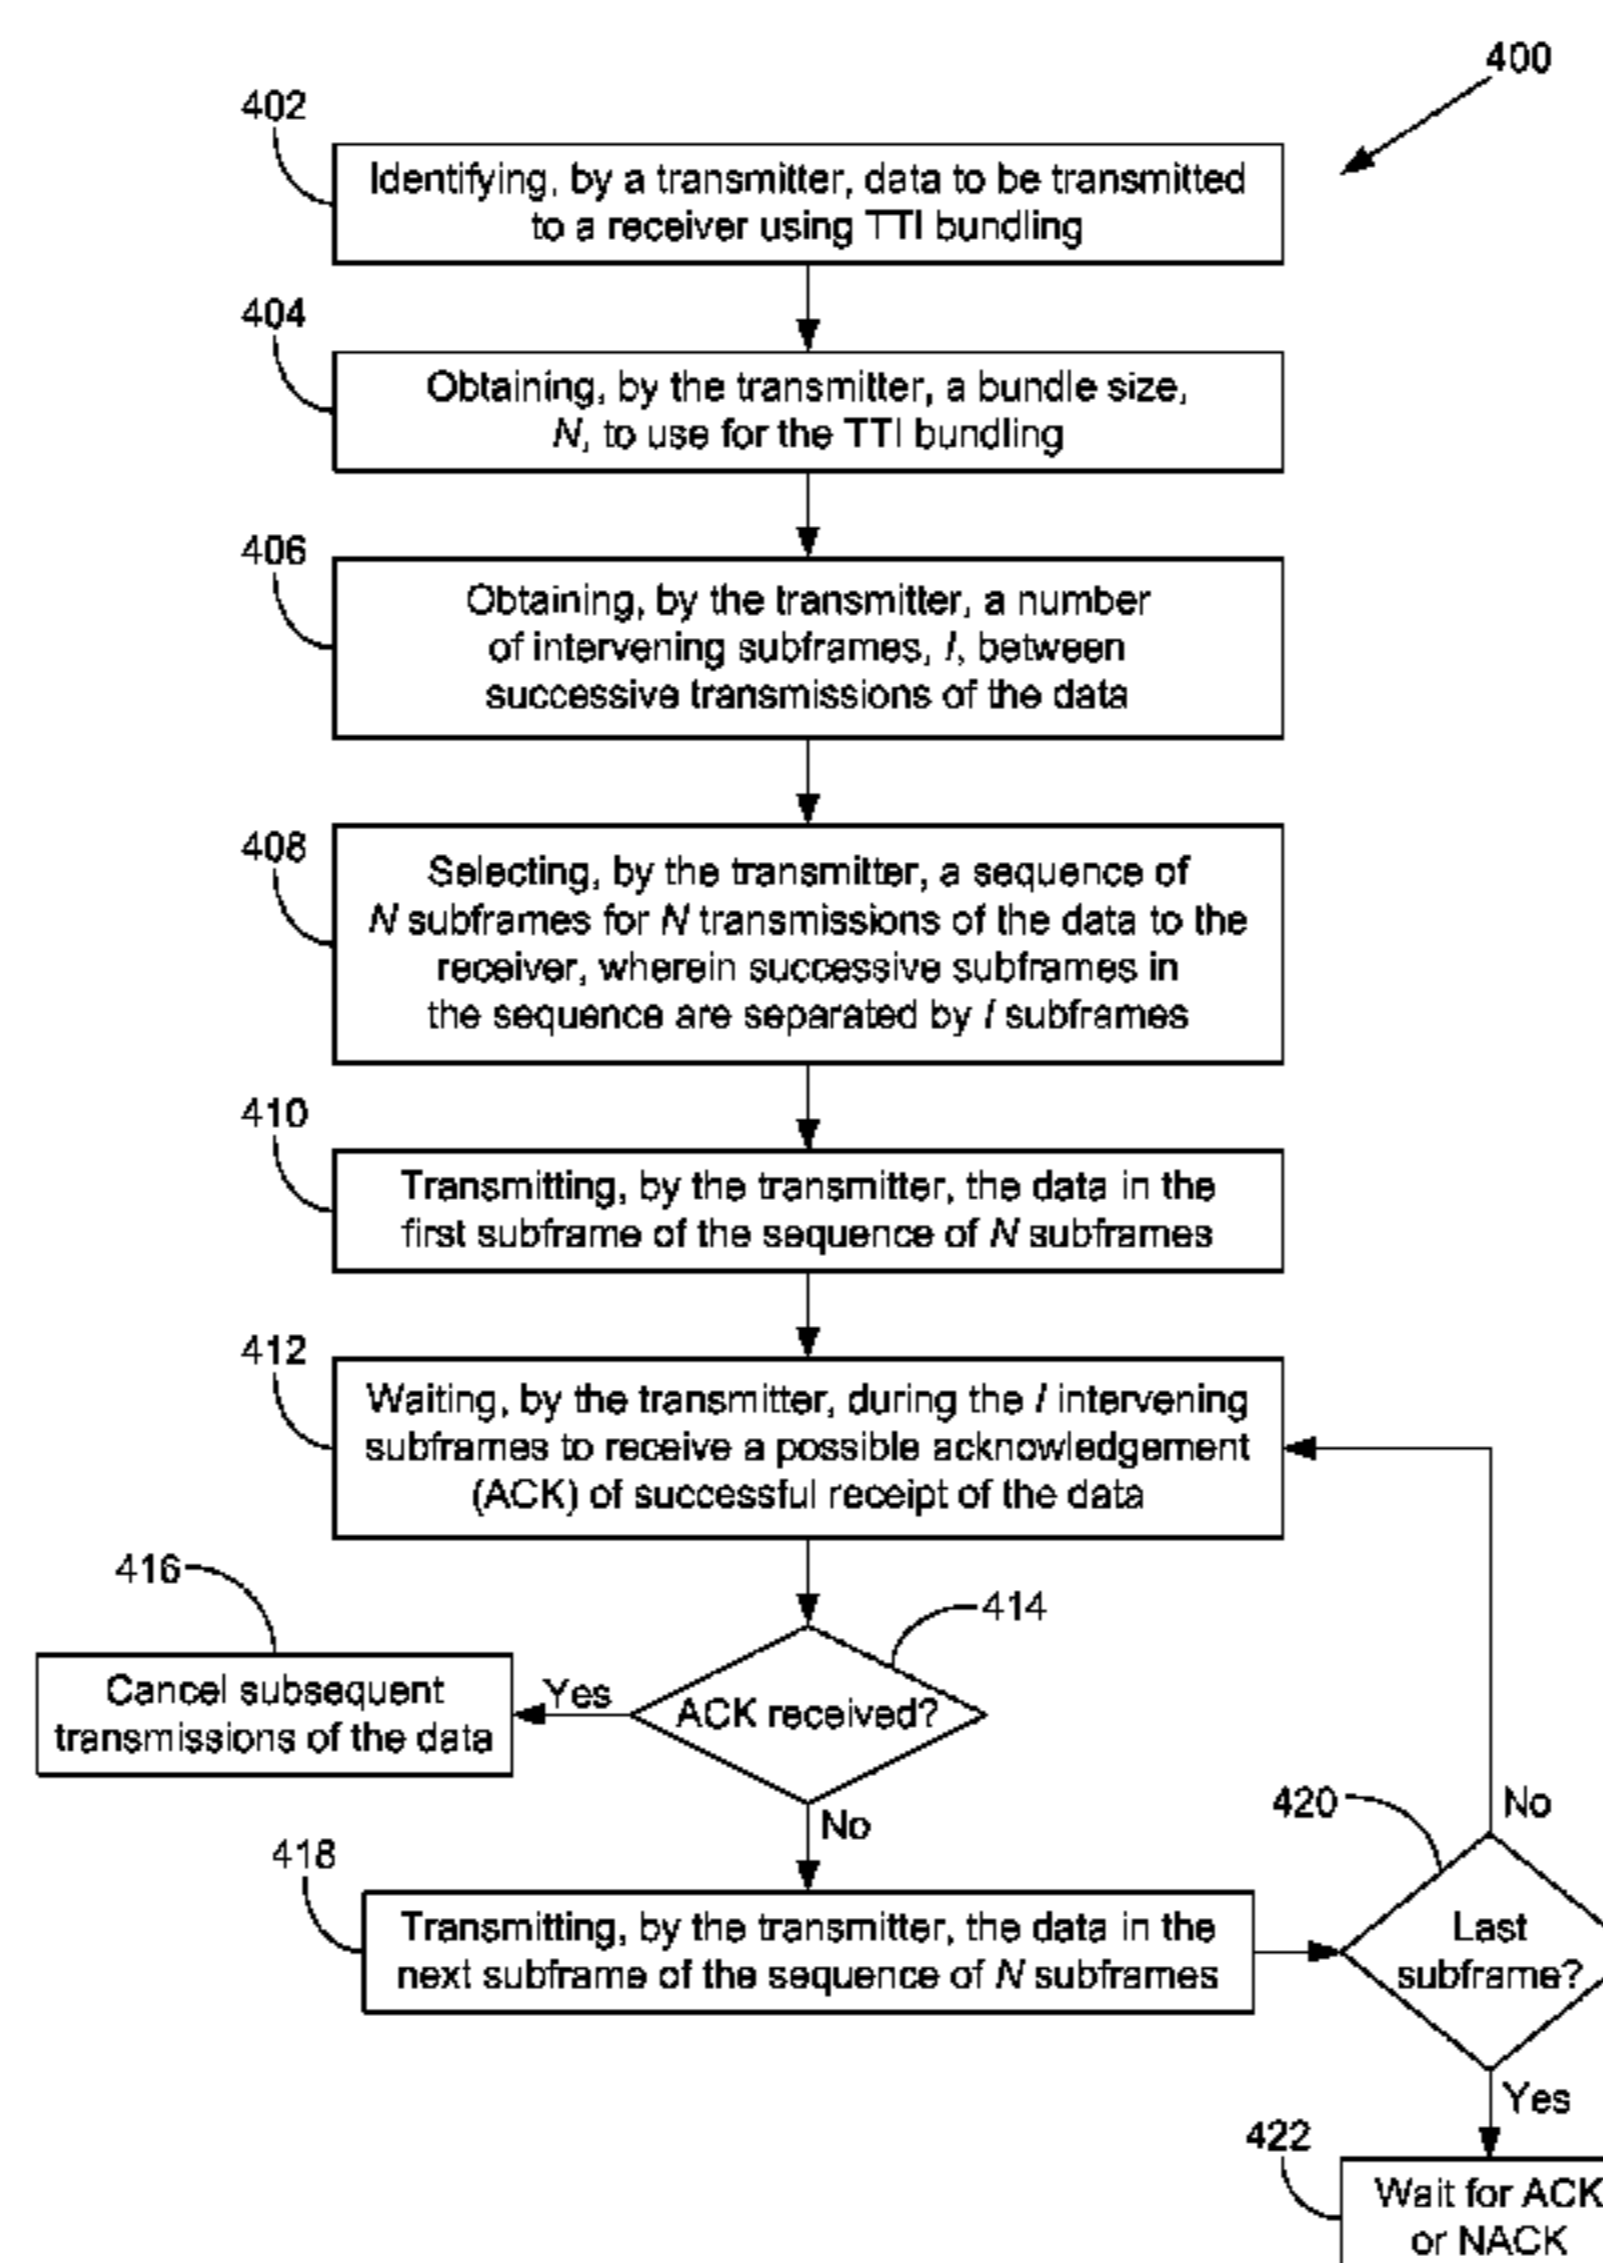 400
402
Identifying, by a transmitter, data to be transmitted
to a receiver using TTI bundling
404
Obtaining, by the transmitter, a bundle size,
N, to use for the TTI bundling
406
Obtaining, by the transmitter, a number
of intervening subframes, I, between
successive transmissions of the data
408
Selecting, by the transmitter, a sequence of
N subframes for N transmissions of the data to the
receiver, wherein successive subframes in
the sequence are separated by I subframes
410
Transmitting, by the transmitter, the data in the
first subframe of the sequence of N subframes
412
Waiting, by the transmitter, during the I intervening
subframes to receive a possible acknowledgement
(ACK) of successful receipt of the data
416
414
Cancel subsequent
transmissions of the data
Yes
ACK received?
No
420
No
418
Transmitting, by the transmitter, the data in the
next subframe of the sequence of N subframes
Last
subframe?
Yes
422
Wait for ACK
or NACK